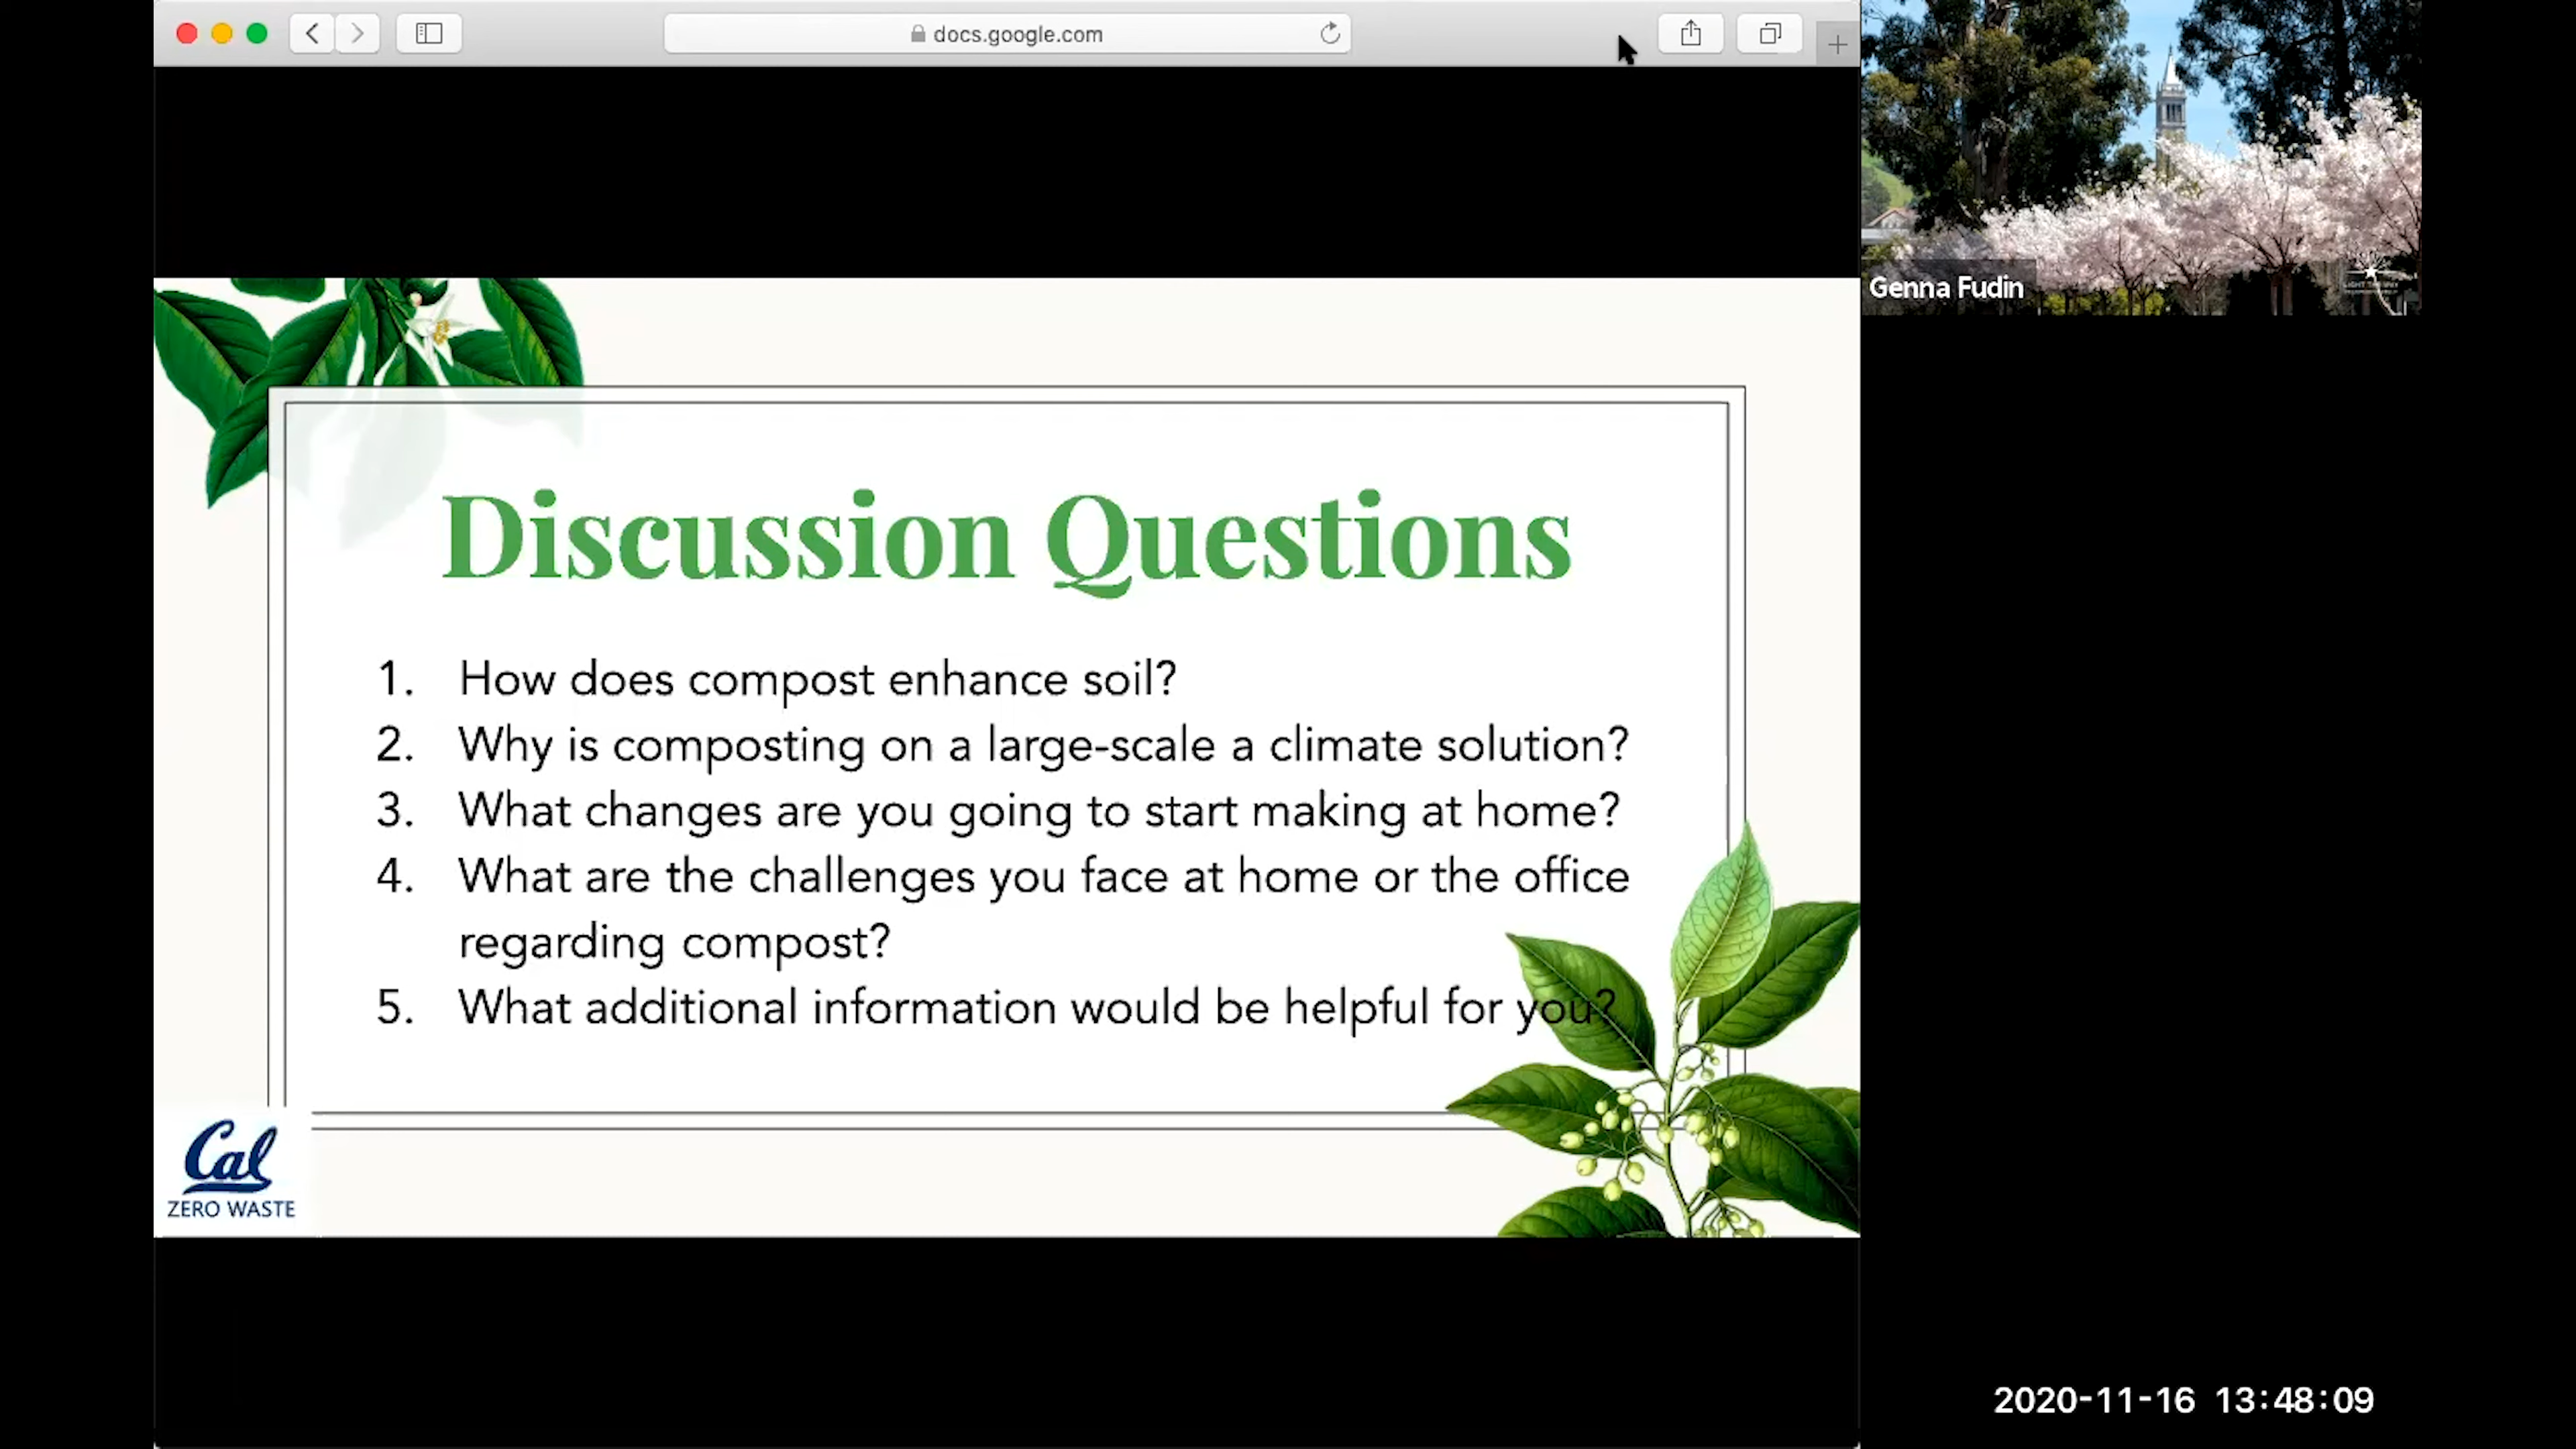 docs.google.com
Genna Fudin
Discussion Questions
1. How does compost enhance soil?
2. Why is composting on a large-scale a climate solution?
3. What changes are you going to start making at home?
4. What are the challenges you face at home or the office
regarding compost?
5. What additional information would be helpful for you?
Cal
ZERO WASTE
2020-11-16 13:48:09